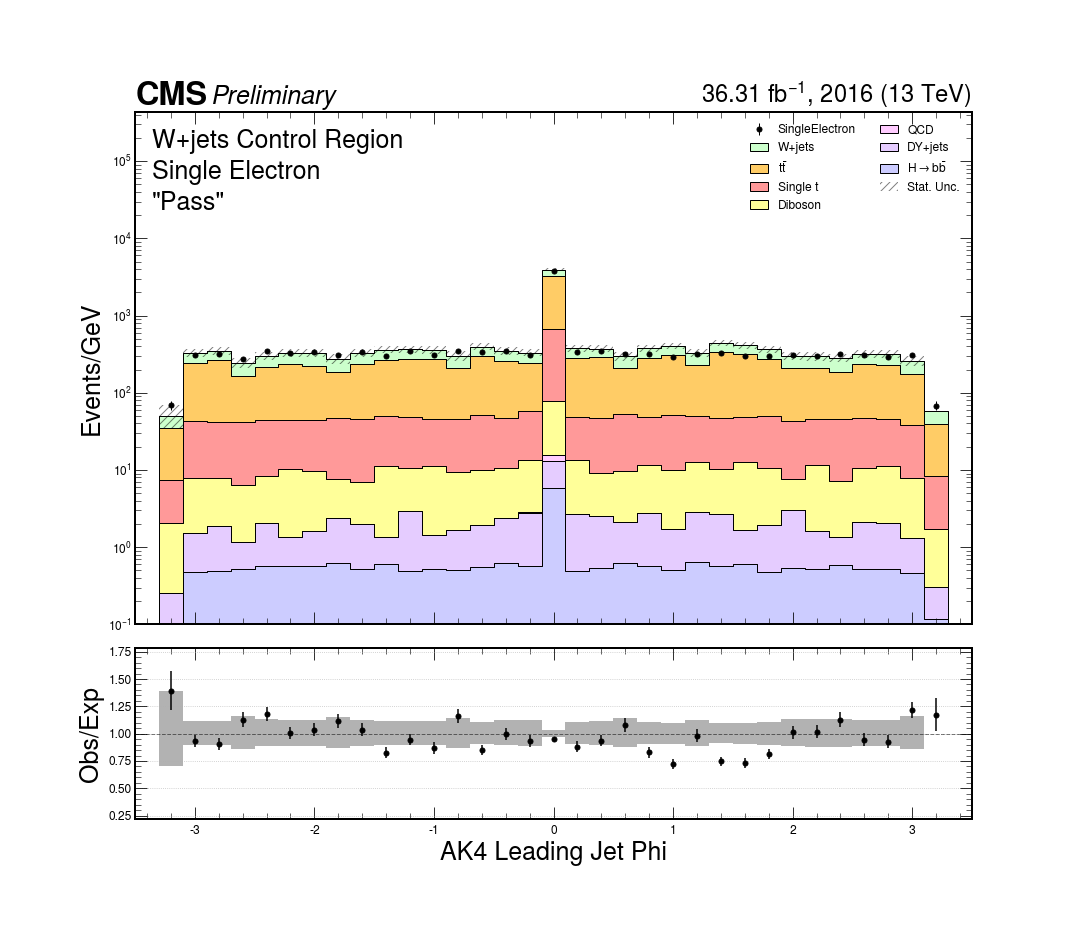 CMS Preliminary 36.31 fb⁻¹, 2016 (13 TeV)
W+jets Control Region
Single Electron
"Pass"
SingleElectron
W+jets
tt̄
Single t
Diboson
QCD
DY+jets
H→bb̄
Stat. Unc.
Events/GeV
10⁵
10⁴
10³
10²
10¹
10⁰
10⁻¹
Obs/Exp
1.75
1.50
1.25
1.00
0.75
0.50
0.25
-3 -2 -1 0 1 2 3
AK4 Leading Jet Phi